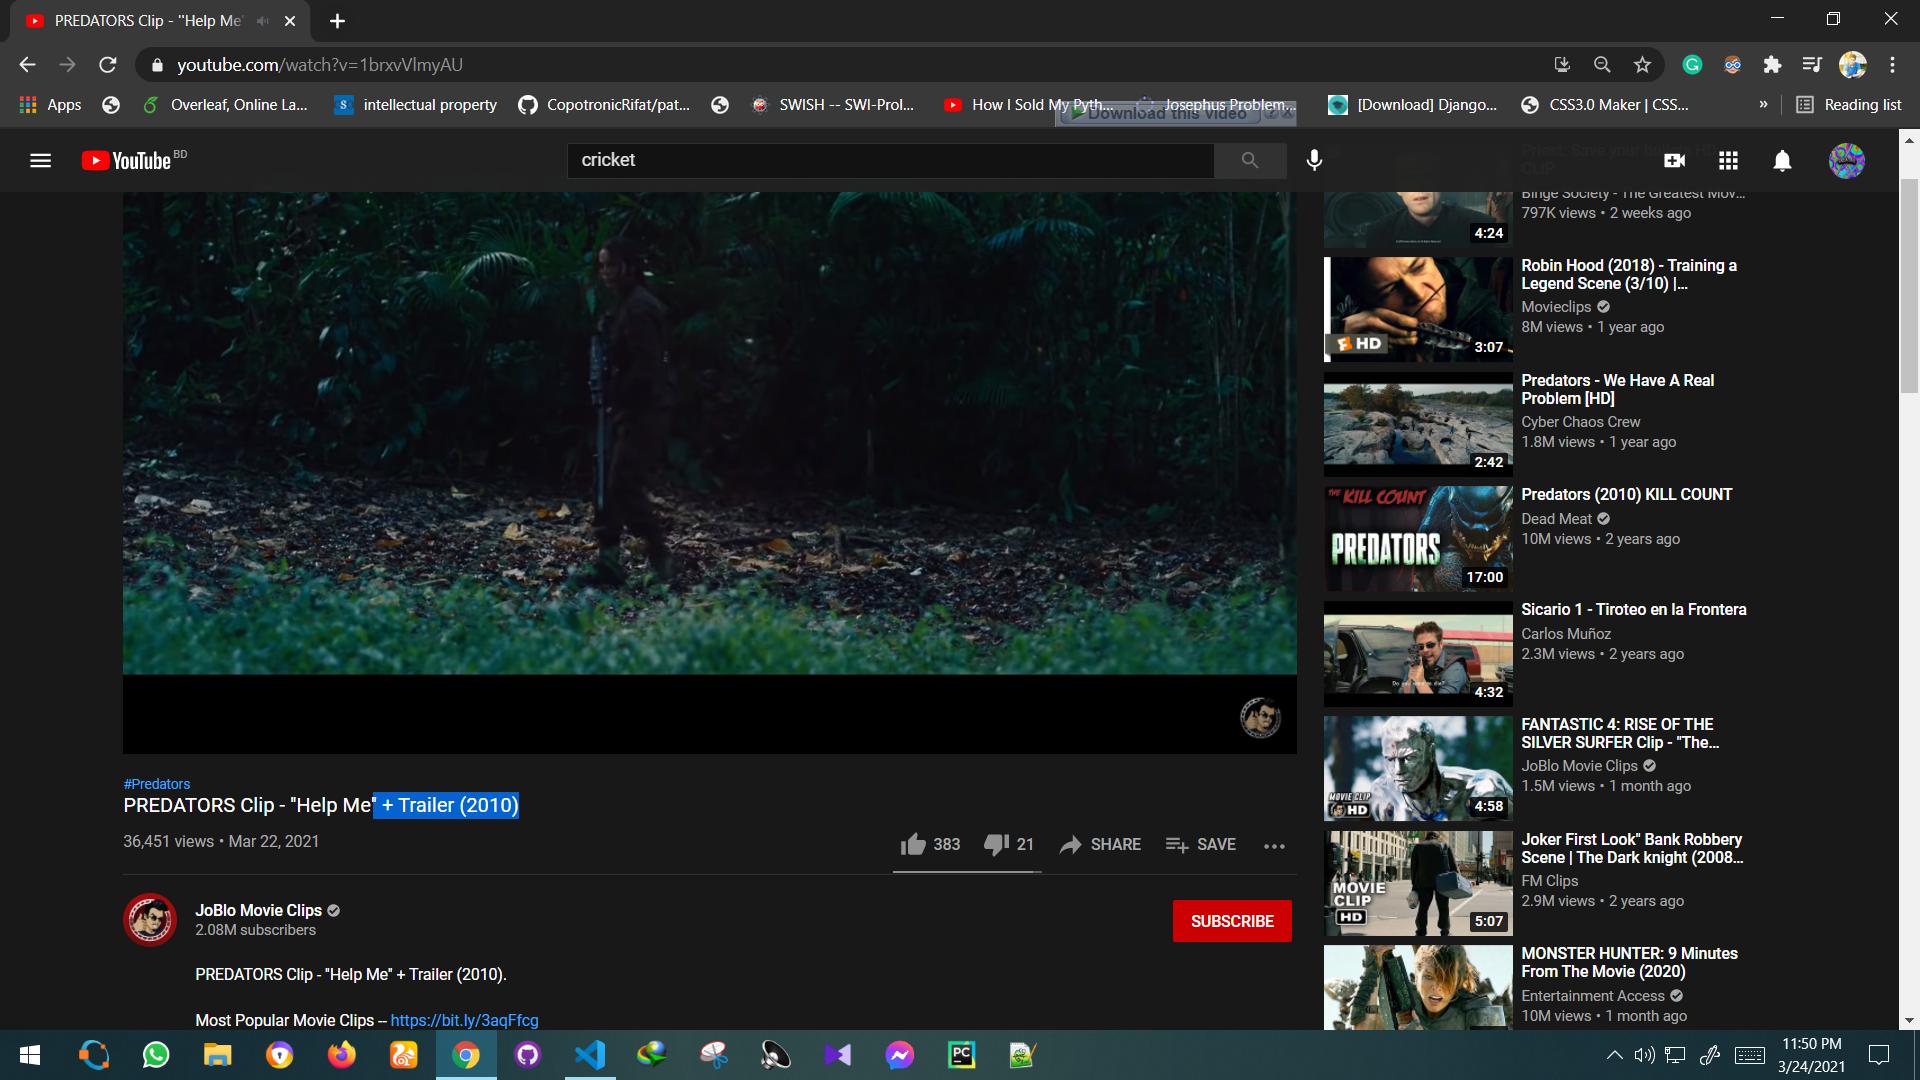 PREDATORS Clip - "Help Me"
youtube.com/watch?v=1brxvVlmyAU
Apps
Overleaf, Online La...
intellectual property
CopotronicRifat/pat...
SWISH -- SWI-Prol...
How I Sold My Pyth...
Josephus Problem...
[Download] Django...
CSS3.0 Maker | CSS...
»
Reading list
Download this video
YouTube BD
cricket
Priest: Save your bullets HD
CLIP
Binge Society - The Greatest Mov...
797K views • 2 weeks ago
4:24
Robin Hood (2018) - Training a
Legend Scene (3/10) |...
Movieclips
8M views • 1 year ago
HD
3:07
Predators - We Have A Real
Problem [HD]
Cyber Chaos Crew
1.8M views • 1 year ago
2:42
Predators (2010) KILL COUNT
Dead Meat
10M views • 2 years ago
THE KILL COUNT
PREDATORS
17:00
Sicario 1 - Tiroteo en la Frontera
Carlos Muñoz
2.3M views • 2 years ago
4:32
FANTASTIC 4: RISE OF THE
SILVER SURFER Clip - "The...
JoBlo Movie Clips
1.5M views • 1 month ago
MOVIE CLIP
HD
4:58
Joker First Look" Bank Robbery
Scene | The Dark knight (2008...
FM Clips
2.9M views • 2 years ago
MOVIE
CLIP
HD
5:07
MONSTER HUNTER: 9 Minutes
From The Movie (2020)
Entertainment Access
10M views • 1 month ago
#Predators
PREDATORS Clip - "Help Me" + Trailer (2010)
36,451 views • Mar 22, 2021
383
21
SHARE
SAVE
JoBlo Movie Clips
2.08M subscribers
SUBSCRIBE
PREDATORS Clip - "Help Me" + Trailer (2010).
Most Popular Movie Clips -- https://bit.ly/3aqFfcg
PC
11:50 PM
3/24/2021